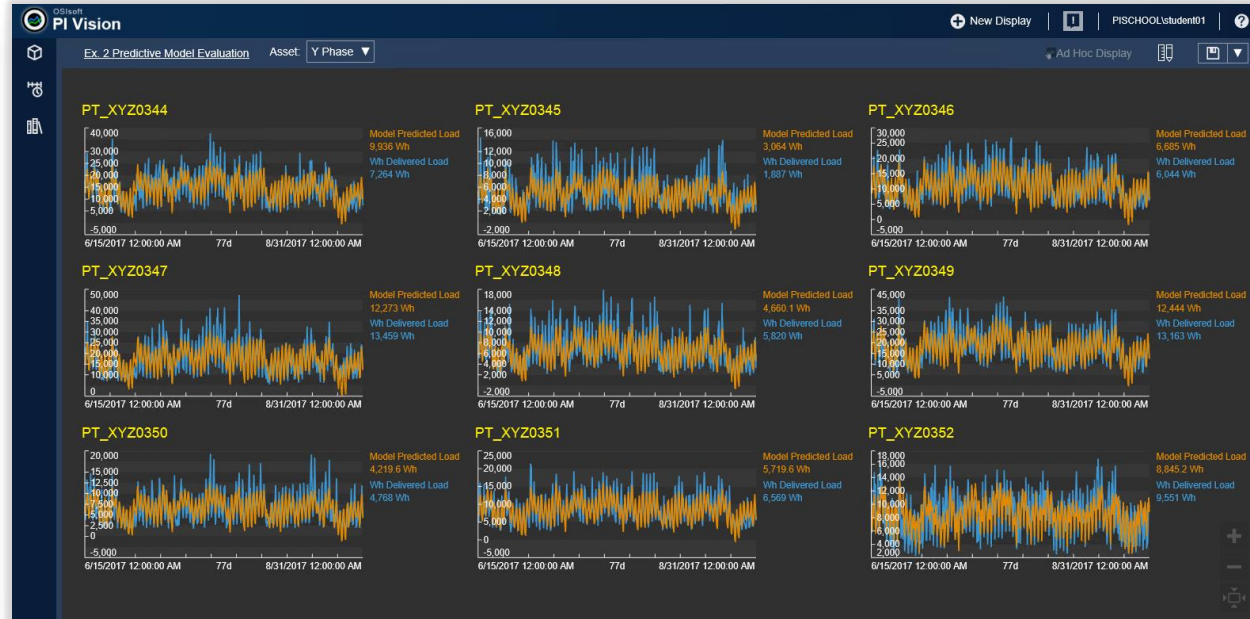 OSIsoft
PI Vision
New Display
PISCHOOL\student01
?
Ex. 2 Predictive Model Evaluation
Asset: Y Phase
Ad Hoc Display
PT_XYZ0344
40,000
30,000
25,000
20,000
15,000
10,000
5,000
-5,000
6/15/2017 12:00:00 AM 77d 8/31/2017 12:00:00 AM
Model Predicted Load
9,936 Wh
Wh Delivered Load
7,264 Wh
PT_XYZ0345
16,000
12,000
10,000
8,000
6,000
4,000
2,000
-2,000
6/15/2017 12:00:00 AM 77d 8/31/2017 12:00:00 AM
Model Predicted Load
3,064 Wh
Wh Delivered Load
1,887 Wh
PT_XYZ0346
30,000
25,000
20,000
15,000
10,000
5,000
0
-5,000
6/15/2017 12:00:00 AM 77d 8/31/2017 12:00:00 AM
Model Predicted Load
6,685 Wh
Wh Delivered Load
6,044 Wh
PT_XYZ0347
50,000
40,000
35,000
30,000
25,000
20,000
15,000
10,000
0
6/15/2017 12:00:00 AM 77d 8/31/2017 12:00:00 AM
Model Predicted Load
12,273 Wh
Wh Delivered Load
13,459 Wh
PT_XYZ0348
18,000
14,000
12,000
10,000
8,000
6,000
4,000
2,000
-2,000
6/15/2017 12:00:00 AM 77d 8/31/2017 12:00:00 AM
Model Predicted Load
4,660.1 Wh
Wh Delivered Load
5,820 Wh
PT_XYZ0349
45,000
35,000
30,000
25,000
20,000
15,000
5,000
-5,000
6/15/2017 12:00:00 AM 77d 8/31/2017 12:00:00 AM
Model Predicted Load
12,444 Wh
Wh Delivered Load
13,163 Wh
PT_XYZ0350
20,000
15,000
12,500
10,000
7,500
5,000
2,500
0
-5,000
6/15/2017 12:00:00 AM 77d 8/31/2017 12:00:00 AM
Model Predicted Load
4,219.6 Wh
Wh Delivered Load
4,768 Wh
PT_XYZ0351
25,000
20,000
15,000
10,000
5,000
0
-5,000
6/15/2017 12:00:00 AM 77d 8/31/2017 12:00:00 AM
Model Predicted Load
5,719.6 Wh
Wh Delivered Load
6,569 Wh
PT_XYZ0352
18,000
14,000
12,000
10,000
8,000
6,000
4,000
2,000
6/15/2017 12:00:00 AM 77d 8/31/2017 12:00:00 AM
Model Predicted Load
8,845.2 Wh
Wh Delivered Load
9,551 Wh